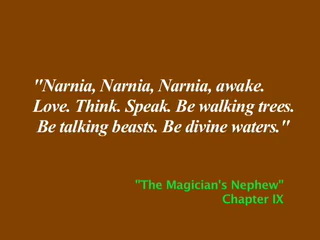 "Narnia, Narnia, Narnia, awake.
Love. Think. Speak. Be walking trees.
Be talking beasts. Be divine waters."
"The Magician's Nephew"
Chapter IX